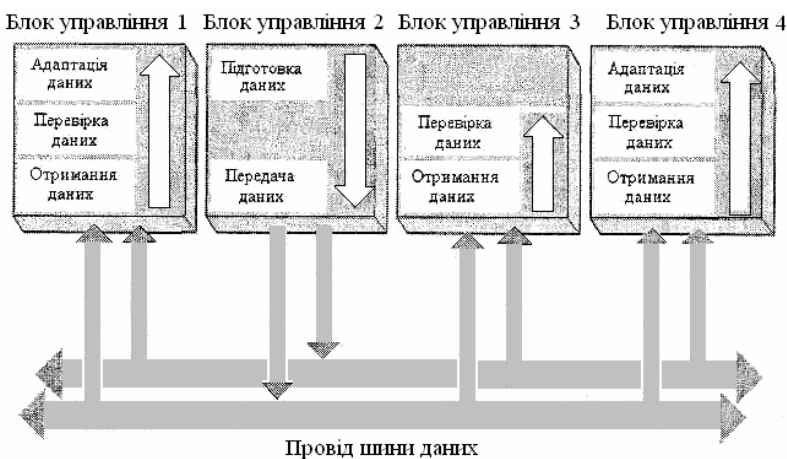 Блок управління 1 Блок управління 2 Блок управління 3 Блок управління 4
Адаптація
даних
Перевірка
даних
Отримання
даних
Підготовка
даних
Передача
даних
Перевірка
даних
Отримання
даних
Адаптація
даних
Перевірка
даних
Отримання
даних
Провід шини даних